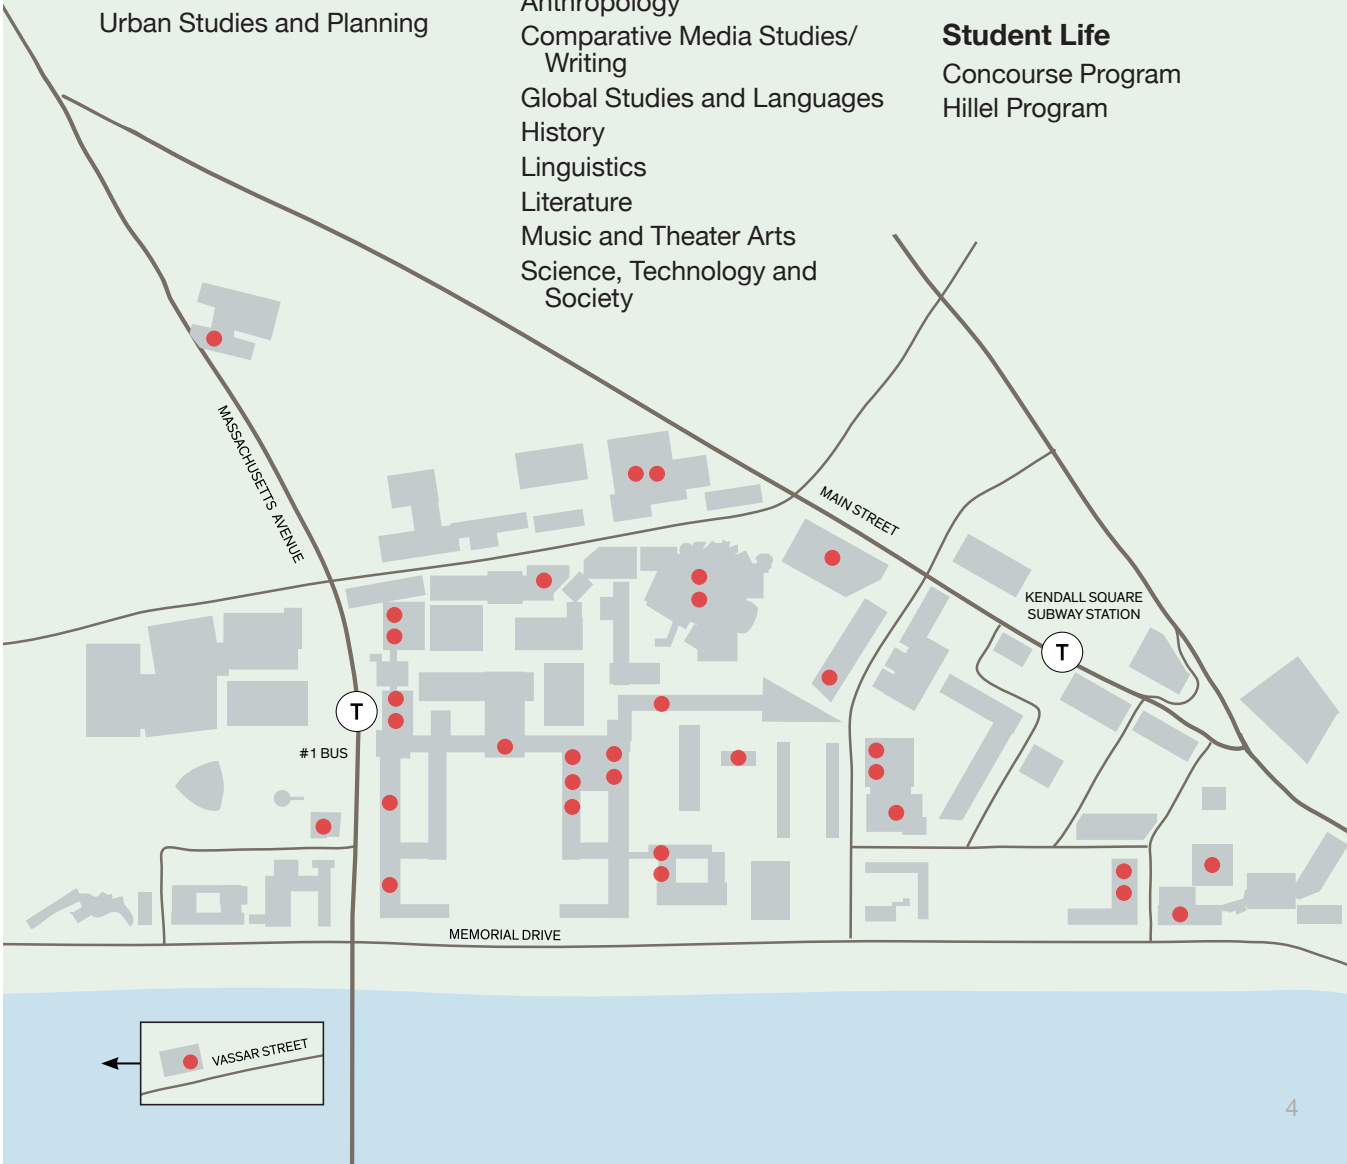 Urban Studies and Planning
Anthropology
Comparative Media Studies/
Writing
Global Studies and Languages
History
Linguistics
Literature
Music and Theater Arts
Science, Technology and
Society
Student Life
Concourse Program
Hillel Program
MASSACHUSETTS AVENUE
MAIN STREET
KENDALL SQUARE
SUBWAY STATION
T
T
#1 BUS
MEMORIAL DRIVE
VASSAR STREET
4